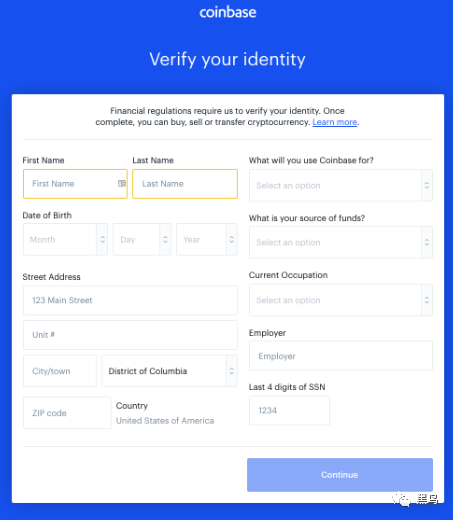 coinbase
Verify your identity
Financial regulations require us to verify your identity. Once
complete, you can buy, sell or transfer cryptocurrency. Learn more.
First Name
Last Name
First Name
Last Name
Date of Birth
Month
Day
Year
Street Address
123 Main Street
Unit #
City/town
District of Columbia
ZIP code
Country
United States of America
What will you use Coinbase for?
Select an option
What is your source of funds?
Select an option
Current Occupation
Select an option
Employer
Employer
Last 4 digits of SSN
1234
Continue
黑鸟